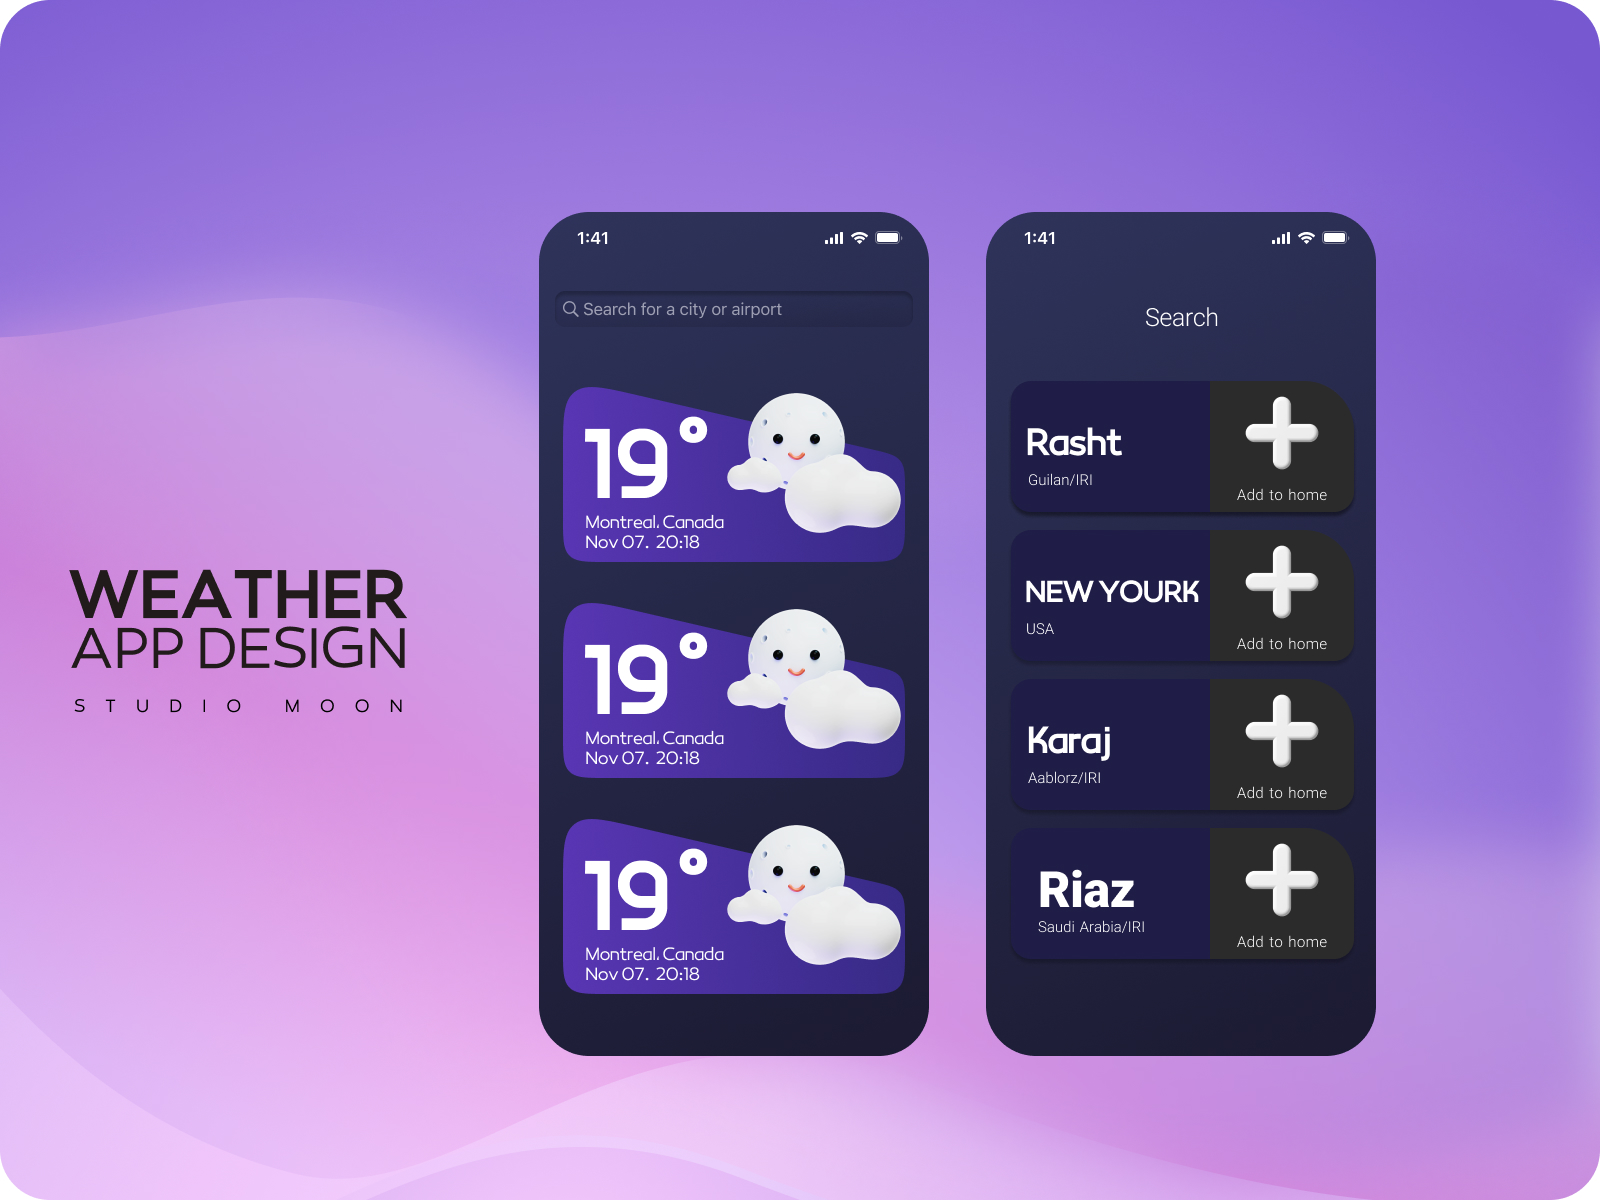 WEATHER
APP DESIGN
STUDIO MOON
1:41
Search for a city or airport
19°
Montreal, Canada
Nov 07. 20:18
19°
Montreal, Canada
Nov 07. 20:18
19°
Montreal, Canada
Nov 07. 20:18
1:41
Search
Rasht
Guilan/IRI
Add to home
NEW YOURK
USA
Add to home
Karaj
Aablorz/IRI
Add to home
Riaz
Saudi Arabia/IRI
Add to home